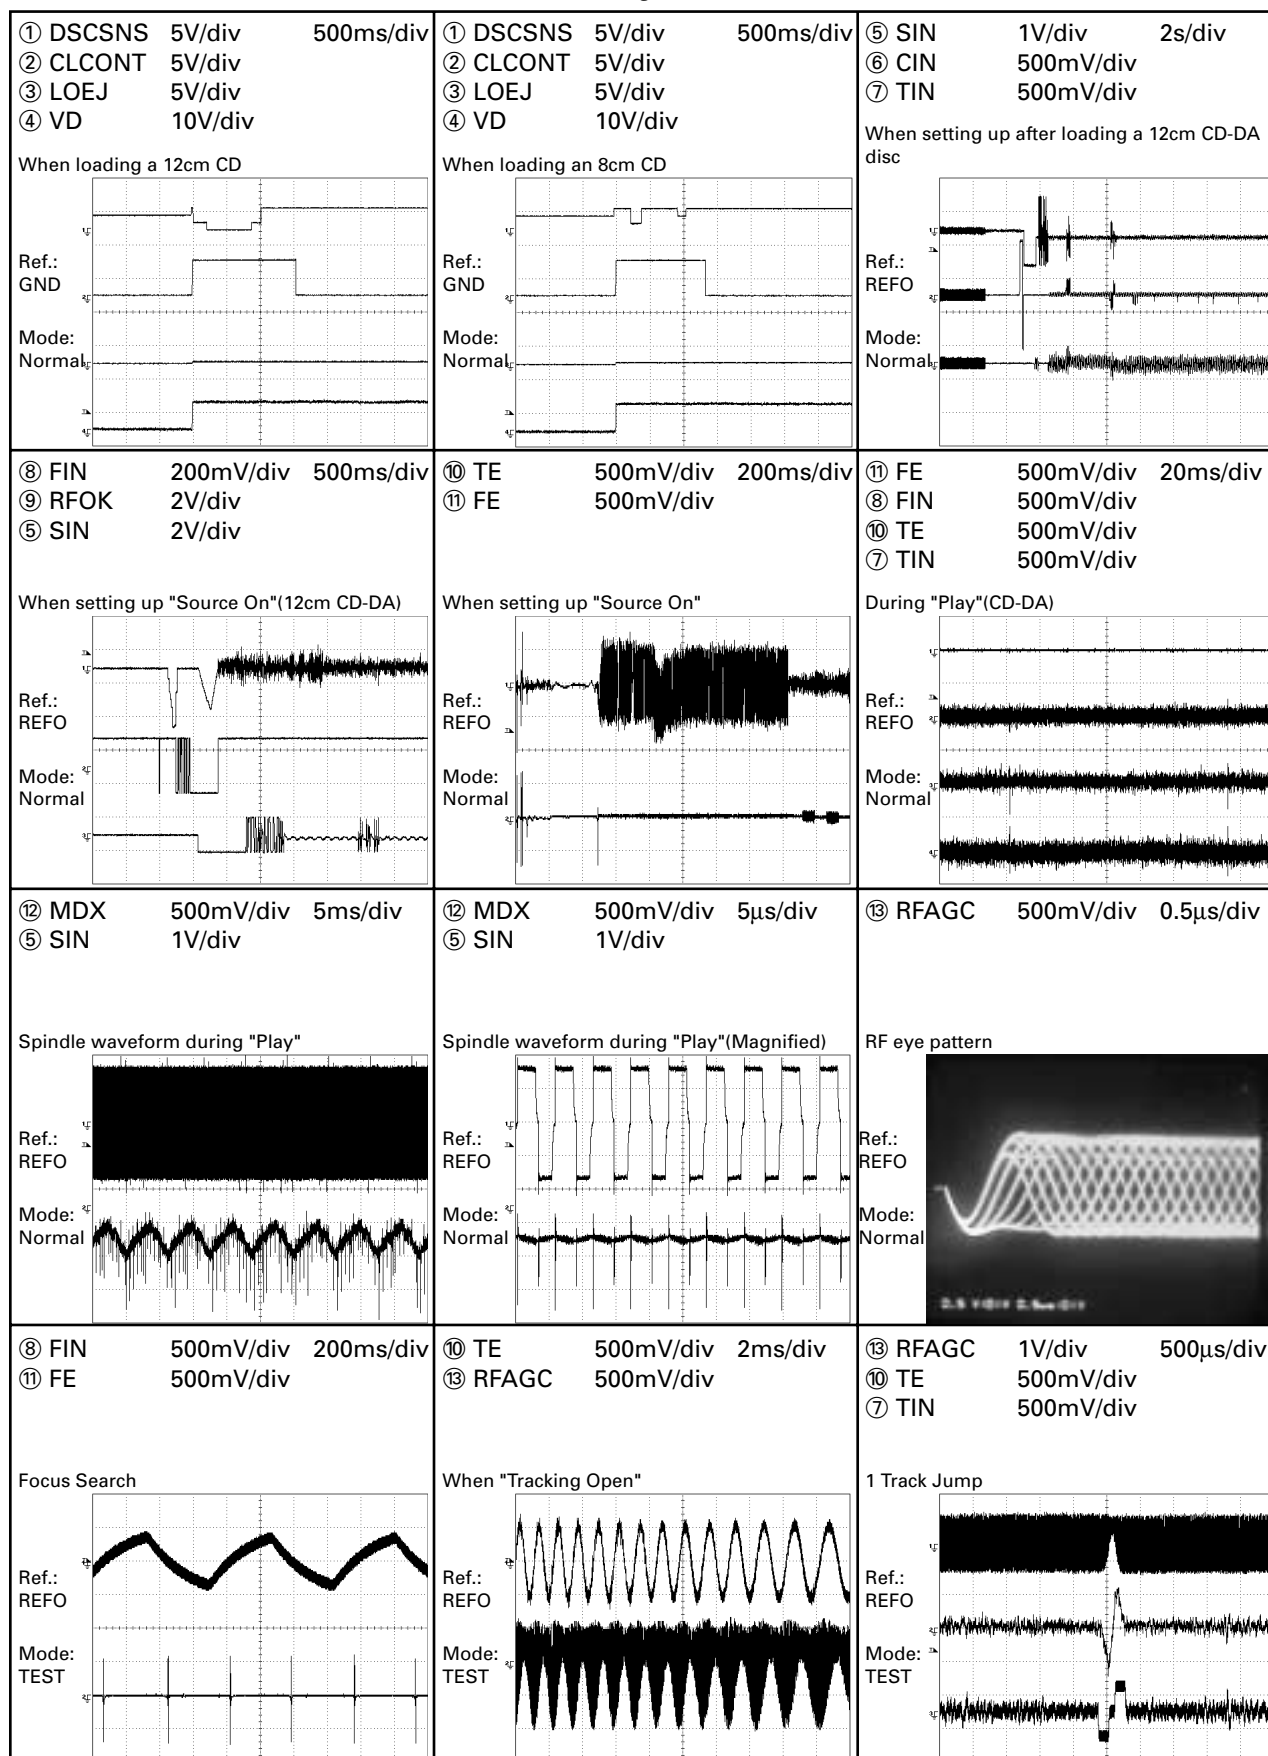 ① DSCSNS 5V/div 500ms/div
② CLCONT 5V/div
③ LOEJ 5V/div
④ VD 10V/div
When loading a 12cm CD
Ref.:
GND
Mode:
Normal
① DSCSNS 5V/div 500ms/div
② CLCONT 5V/div
③ LOEJ 5V/div
④ VD 10V/div
When loading an 8cm CD
Ref.:
GND
Mode:
Normal
⑤ SIN 1V/div 2s/div
⑥ CIN 500mV/div
⑦ TIN 500mV/div
When setting up after loading a 12cm CD-DA
disc
Ref.:
REFO
Mode:
Normal
⑧ FIN 200mV/div 500ms/div
⑨ RFOK 2V/div
⑤ SIN 2V/div
When setting up "Source On"(12cm CD-DA)
Ref.:
REFO
Mode:
Normal
⑩ TE 500mV/div 200ms/div
⑪ FE 500mV/div
When setting up "Source On"
Ref.:
REFO
Mode:
Normal
⑪ FE 500mV/div 20ms/div
⑧ FIN 500mV/div
⑩ TE 500mV/div
⑦ TIN 500mV/div
During "Play"(CD-DA)
Ref.:
REFO
Mode:
Normal
⑫ MDX 500mV/div 5ms/div
⑤ SIN 1V/div
Spindle waveform during "Play"
Ref.:
REFO
Mode:
Normal
⑫ MDX 500mV/div 5µs/div
⑤ SIN 1V/div
Spindle waveform during "Play"(Magnified)
Ref.:
REFO
Mode:
Normal
⑬ RFAGC 500mV/div 0.5µs/div
RF eye pattern
Ref.:
REFO
Mode:
Normal
⑧ FIN 500mV/div 200ms/div
⑪ FE 500mV/div
Focus Search
Ref.:
REFO
Mode:
TEST
⑩ TE 500mV/div 2ms/div
⑬ RFAGC 500mV/div
When "Tracking Open"
Ref.:
REFO
Mode:
TEST
⑬ RFAGC 1V/div 500µs/div
⑩ TE 500mV/div
⑦ TIN 500mV/div
1 Track Jump
Ref.:
REFO
Mode:
TEST